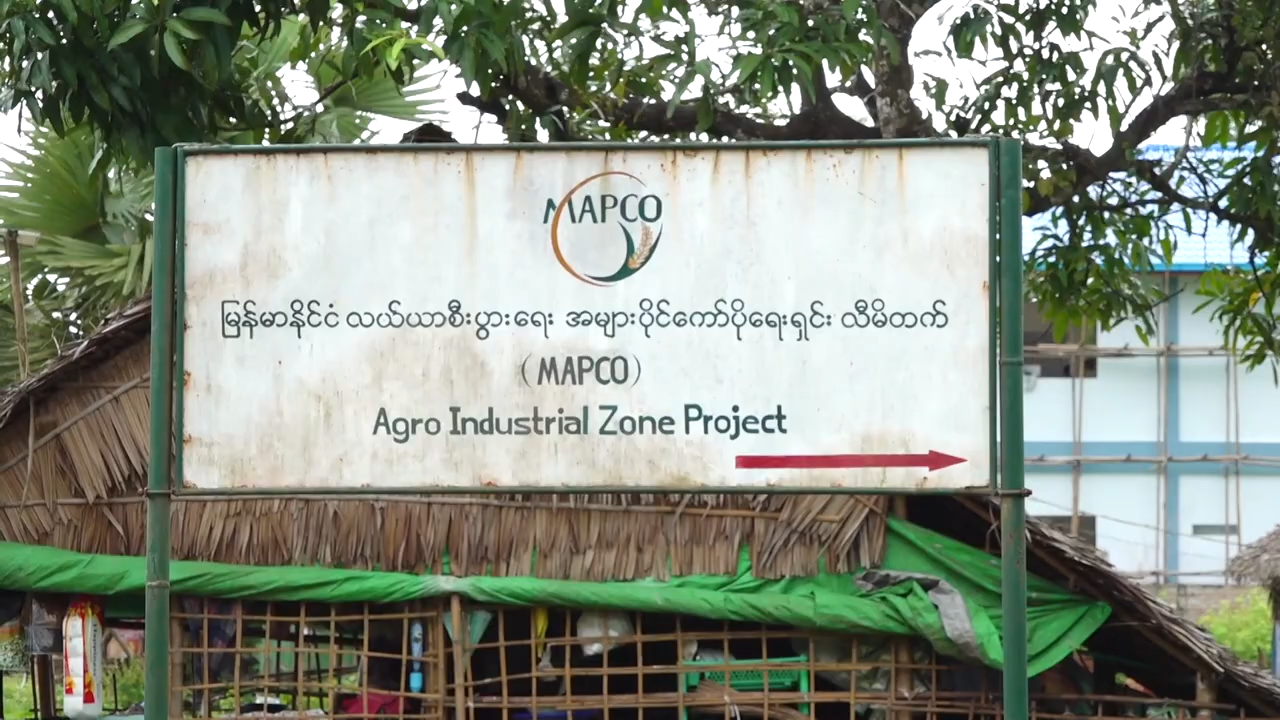 MAPCO
မြန်မာနိုင်ငံ လယ်ယာစီးပွားရေး အများပိုင်ကော်ပိုရေးရှင်း လီမိတက်
(MAPCO)
Agro Industrial Zone Project